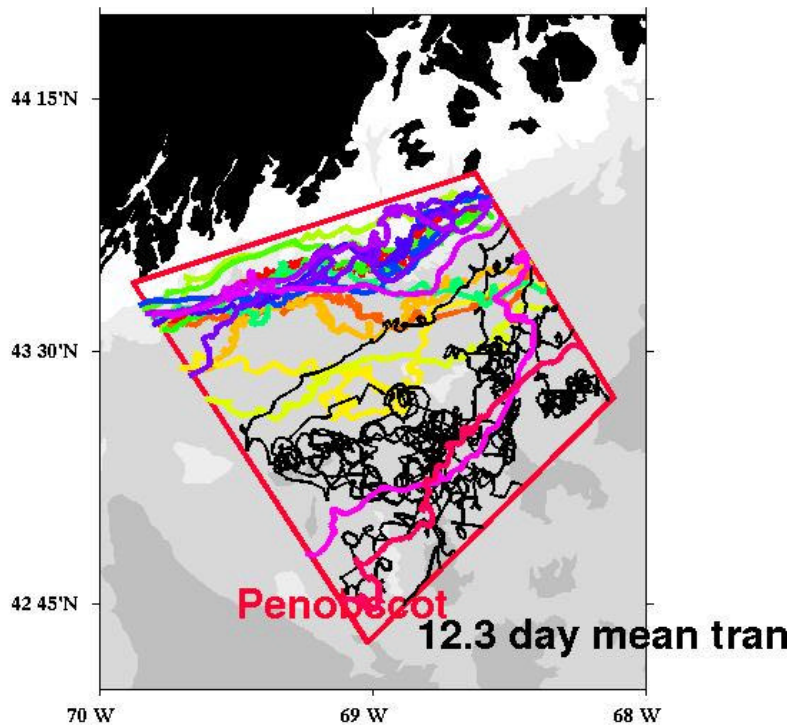 44 15'N
43 30'N
42 45'N
Penobscot
12.3 day mean tran
70 W
69 W
68 W